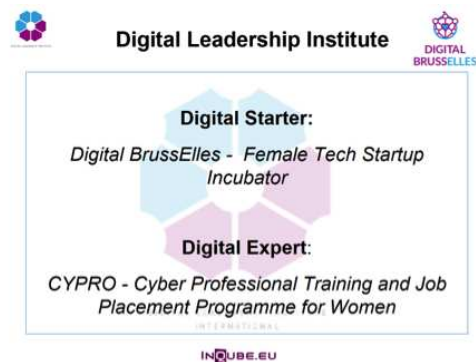 Digital Leadership Institute
DIGITAL
BRUSSELLES
Digital Starter:
Digital BrussElles - Female Tech Startup
Incubator
Digital Expert:
CYPRO - Cyber Professional Training and Job
Placement Programme for Women
INTERNATIONAL
INQUBE.EU